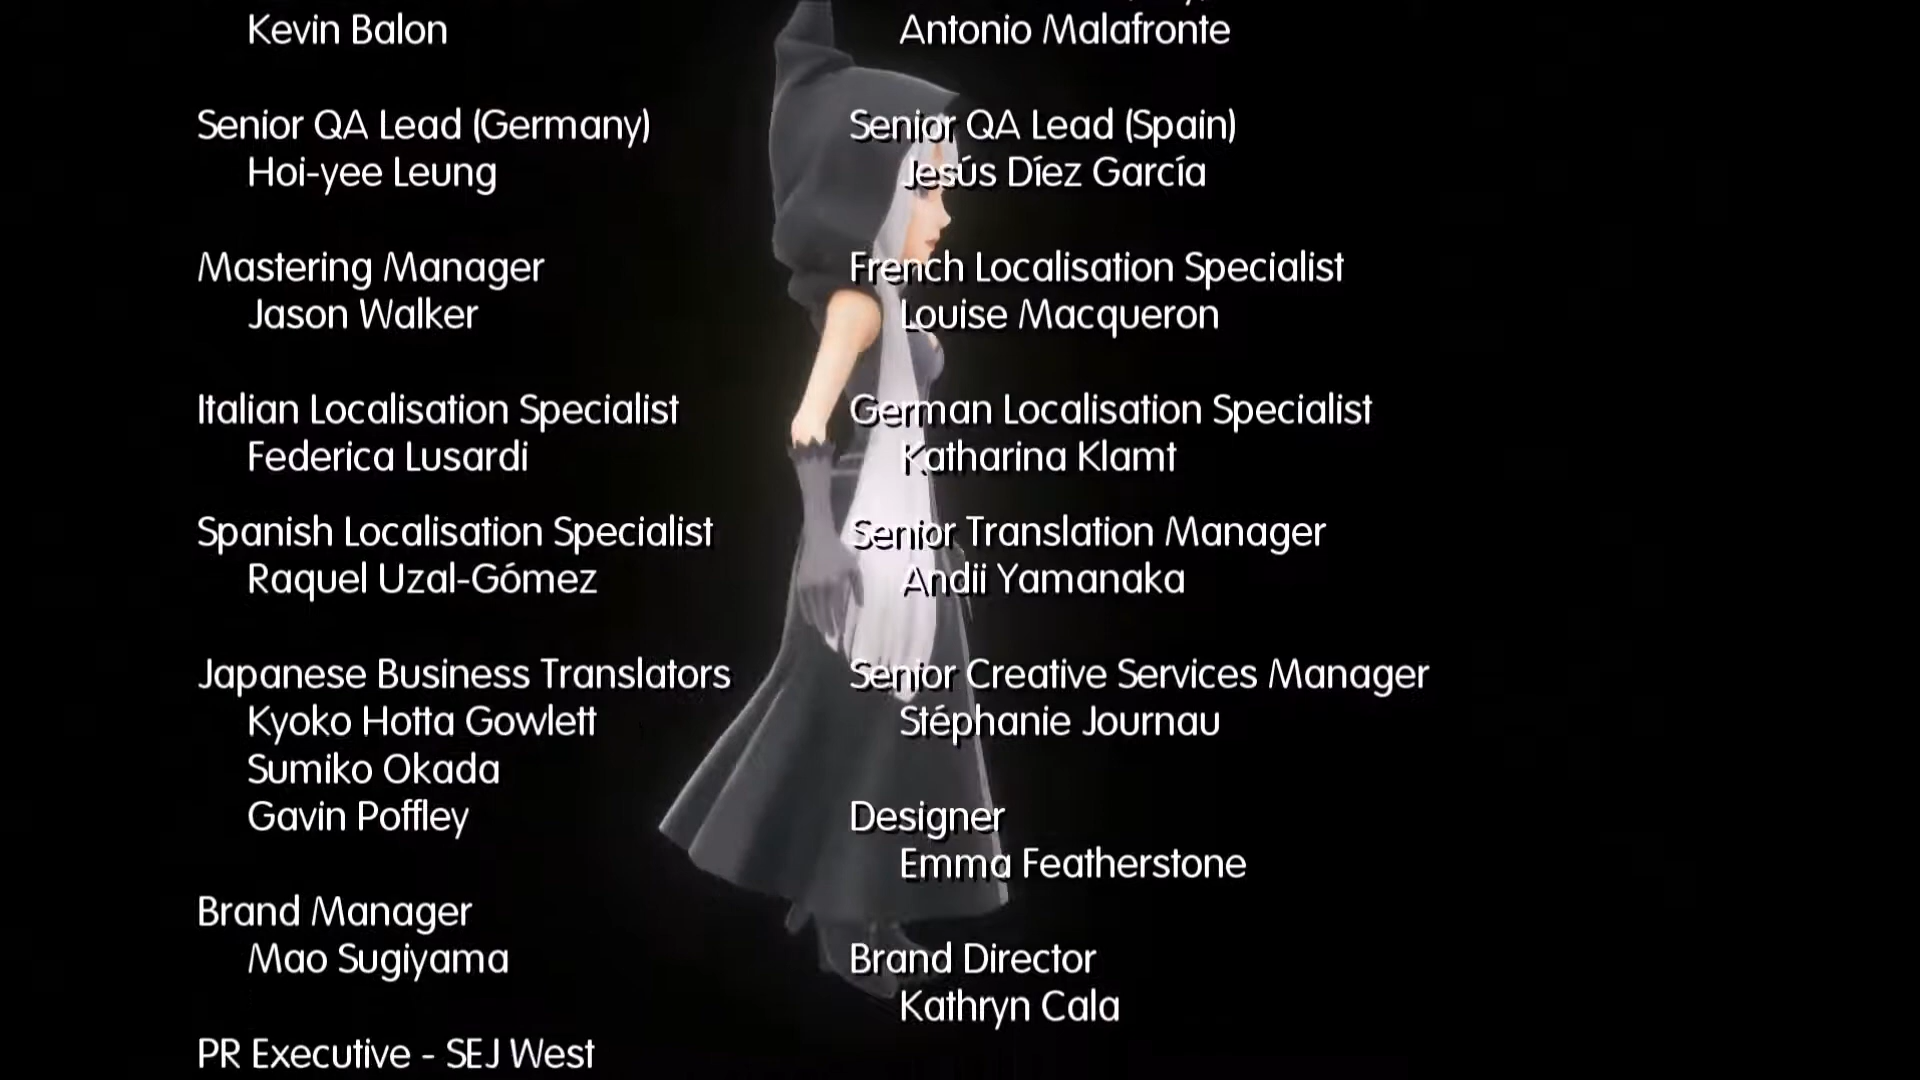 Kevin Balon
Antonio Malafronte
Senior QA Lead (Germany)
Hoi-yee Leung
Senior QA Lead (Spain)
Jesús Díez García
Mastering Manager
Jason Walker
French Localisation Specialist
Louise Macqueron
Italian Localisation Specialist
Federica Lusardi
German Localisation Specialist
Katharina Klamt
Spanish Localisation Specialist
Raquel Uzal-Gómez
Senior Translation Manager
Andii Yamanaka
Japanese Business Translators
Kyoko Hotta Gowlett
Sumiko Okada
Gavin Poffley
Senior Creative Services Manager
Stéphanie Journau
Designer
Emma Featherstone
Brand Manager
Mao Sugiyama
Brand Director
Kathryn Cala
PR Executive - SEJ West